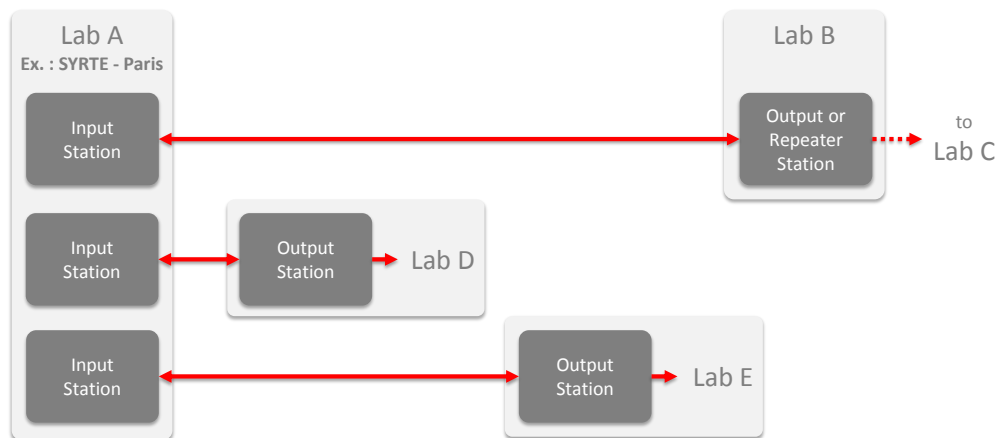 Lab A
Ex. : SYRTE - Paris
Input
Station
Lab B
Output or
Repeater
Station
to
Lab C
Input
Station
Output
Station
Lab D
Input
Station
Output
Station
Lab E